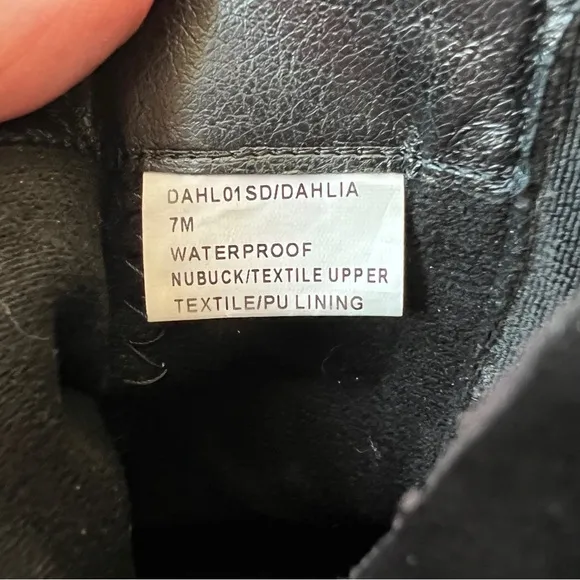 DAHL01SD/DAHLIA
7M
WATERPROOF
NUBUCK/TEXTILE UPPER
TEXTILE/PU LINING